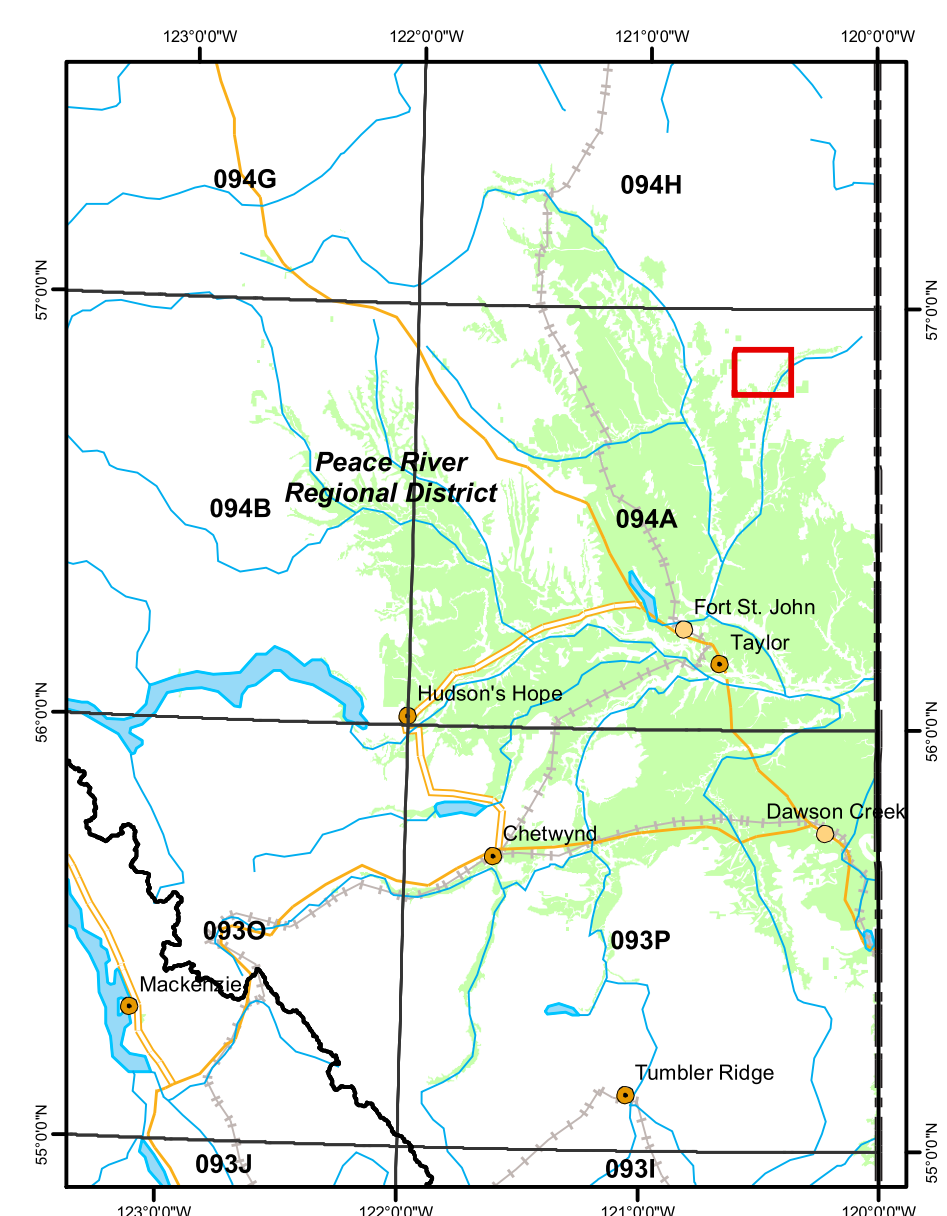 123°0'0"W 122°0'0"W 121°0'0"W 120°0'0"W
094G
094H
57°0'0"N
57°0'0"N
Peace River
Regional District
094B
094A
Fort St. John
Taylor
Hudson's Hope
56°0'0"N
56°0'0"N
Dawson Creek
Chetwynd
093O
093P
Mackenzie
Tumbler Ridge
55°0'0"N
55°0'0"N
093J
093I
123°0'0"W 122°0'0"W 121°0'0"W 120°0'0"W